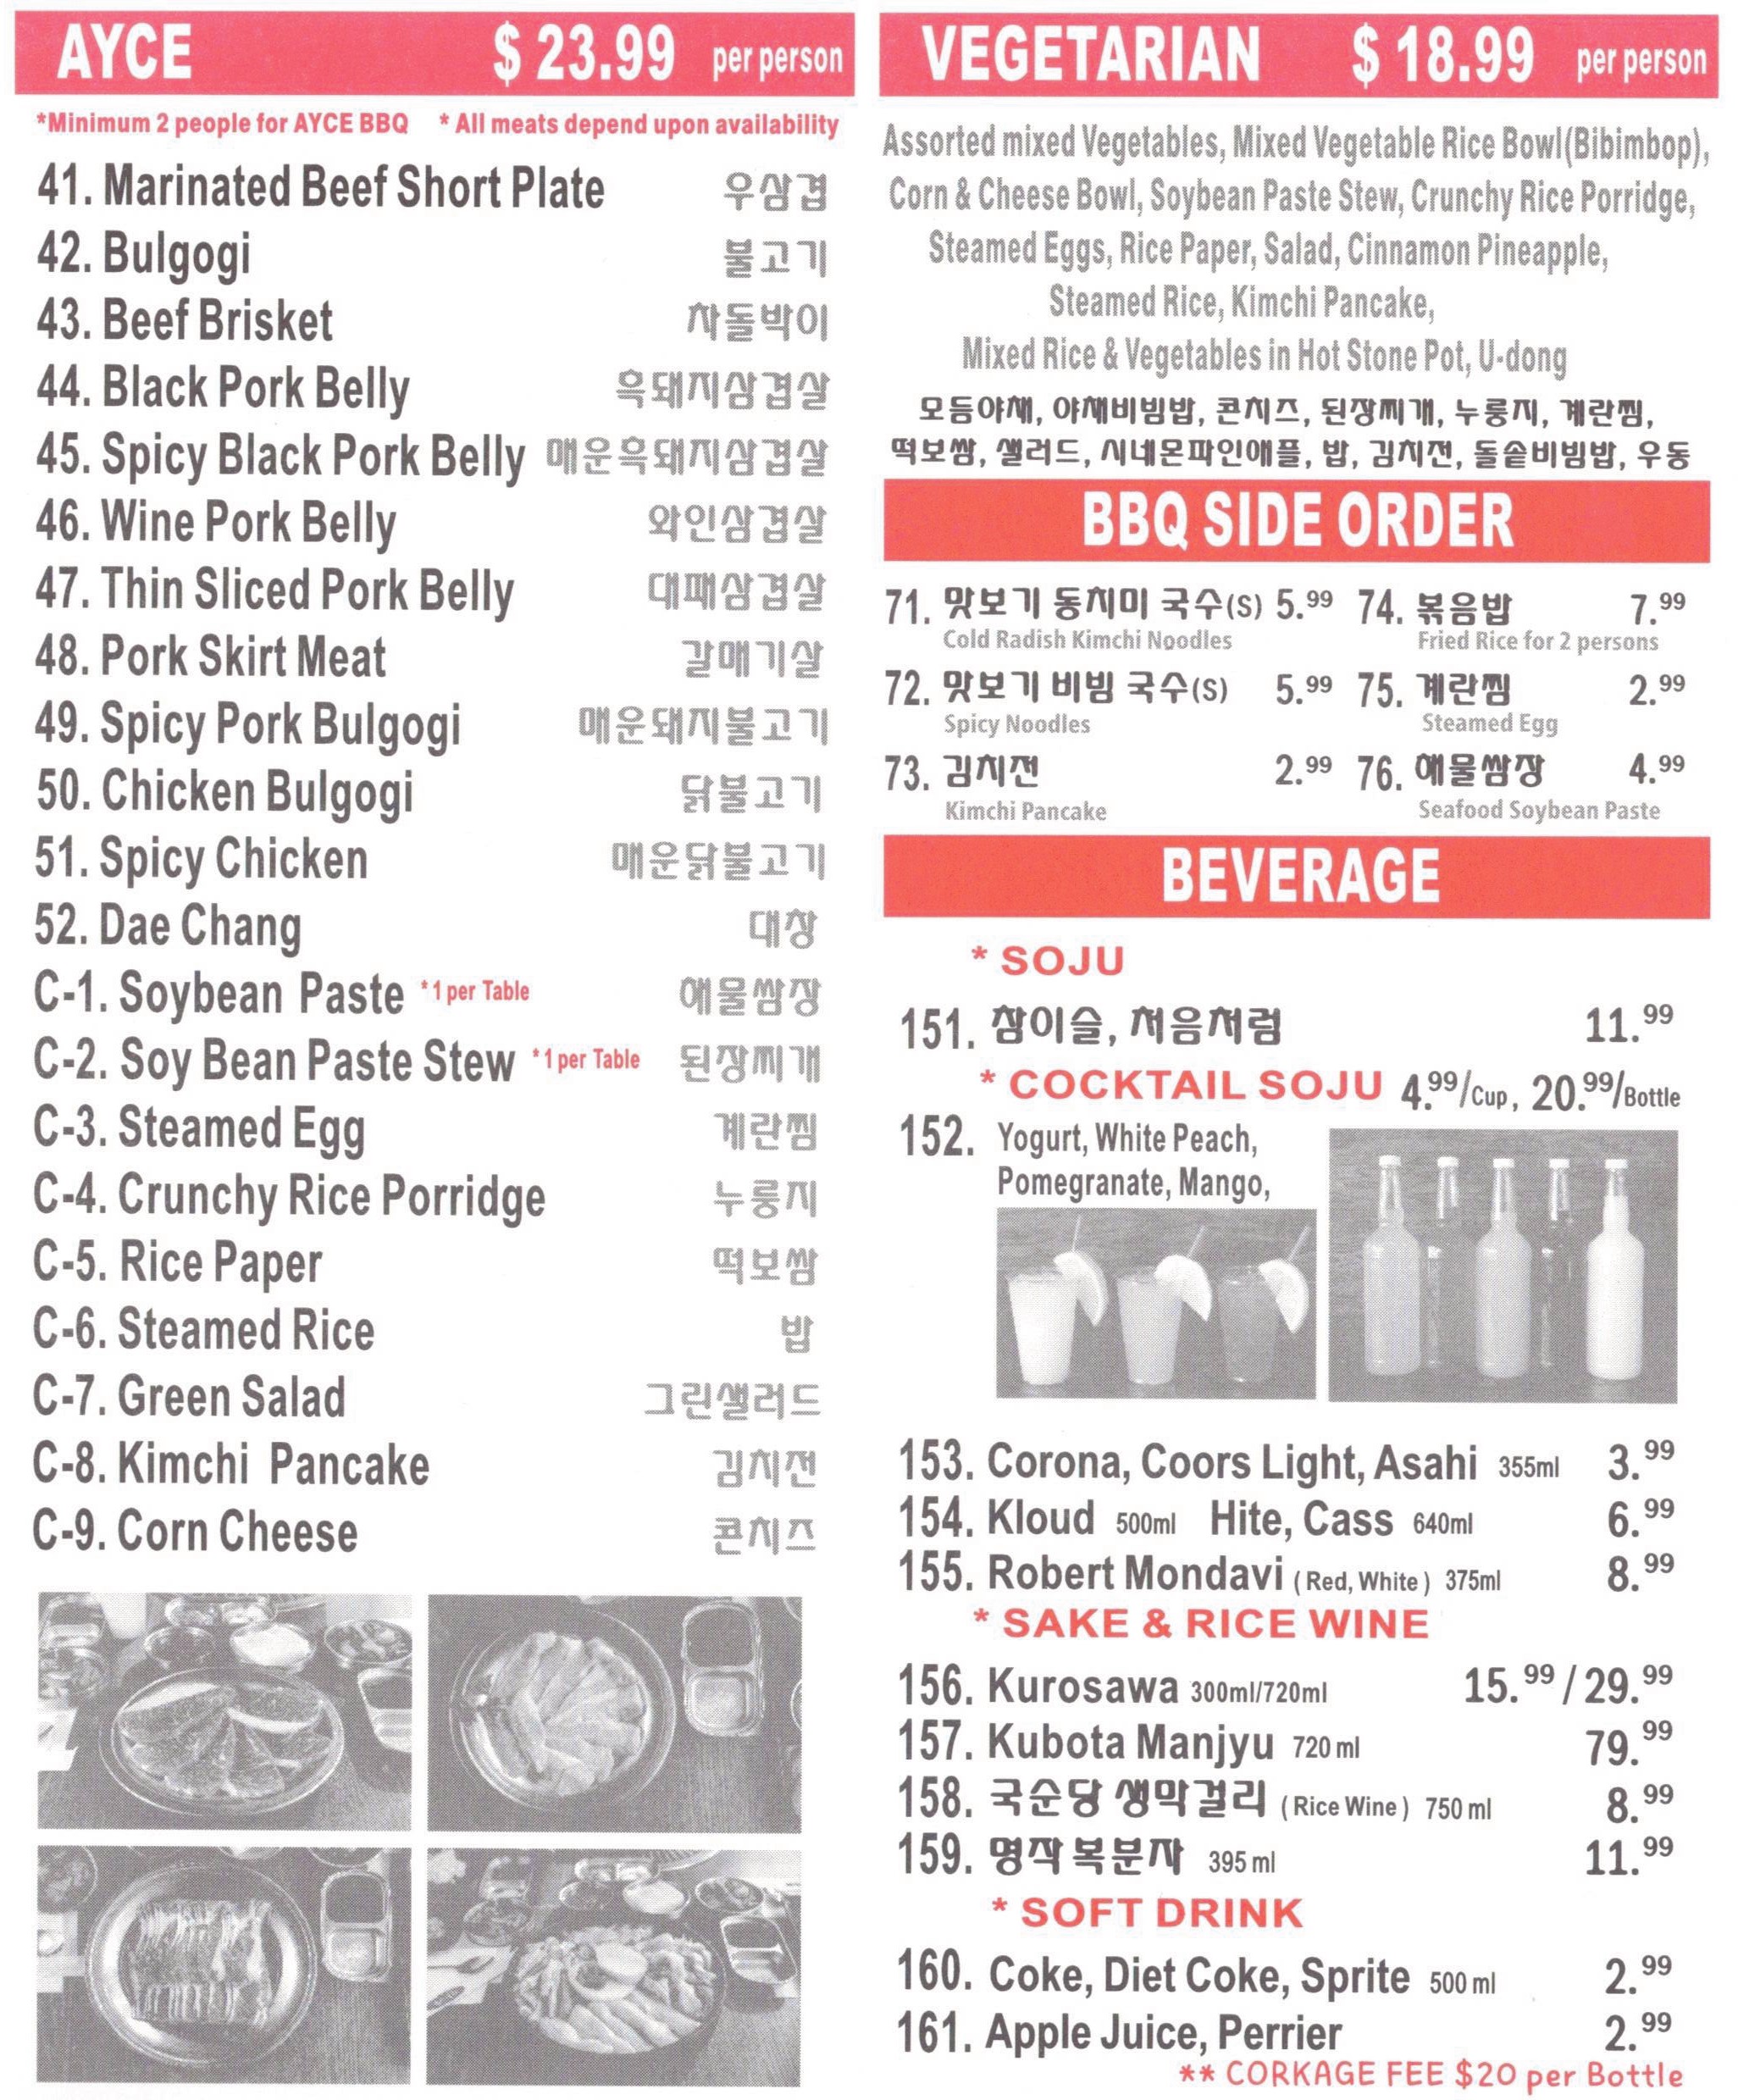 AYCE $ 23.99 per person
*Minimum 2 people for AYCE BBQ * All meats depend upon availability
41. Marinated Beef Short Plate 우삼겹
42. Bulgogi 불고기
43. Beef Brisket 차돌박이
44. Black Pork Belly 흑돼지삼겹살
45. Spicy Black Pork Belly 매운흑돼지삼겹살
46. Wine Pork Belly 와인삼겹살
47. Thin Sliced Pork Belly 대패삼겹살
48. Pork Skirt Meat 갈매기살
49. Spicy Pork Bulgogi 매운돼지불고기
50. Chicken Bulgogi 닭불고기
51. Spicy Chicken 매운닭불고기
52. Dae Chang 대창
C-1. Soybean Paste *1 per Table 해물쌈장
C-2. Soy Bean Paste Stew *1 per Table 된장찌개
C-3. Steamed Egg 계란찜
C-4. Crunchy Rice Porridge 누룽지
C-5. Rice Paper 떡보쌈
C-6. Steamed Rice 밥
C-7. Green Salad 그린샐러드
C-8. Kimchi Pancake 김치전
C-9. Corn Cheese 콘치즈
VEGETARIAN $ 18.99 per person
Assorted mixed Vegetables, Mixed Vegetable Rice Bowl(Bibimbop),
Corn & Cheese Bowl, Soybean Paste Stew, Crunchy Rice Porridge,
Steamed Eggs, Rice Paper, Salad, Cinnamon Pineapple,
Steamed Rice, Kimchi Pancake,
Mixed Rice & Vegetables in Hot Stone Pot, U-dong
모듬야채, 야채비빔밥, 콘치즈, 된장찌개, 누룽지, 계란찜,
떡보쌈, 샐러드, 시네몬파인애플, 밥, 김치전, 돌솥비빔밥, 우동
BBQ SIDE ORDER
71. 맛보기 동치미 국수(S) 5.99 74. 볶음밥 7.99
Cold Radish Kimchi Noodles Fried Rice for 2 persons
72. 맛보기 비빔 국수(S) 5.99 75. 계란찜 2.99
Spicy Noodles Steamed Egg
73. 김치전 2.99 76. 해물쌈장 4.99
Kimchi Pancake Seafood Soybean Paste
BEVERAGE
* SOJU
151. 참이슬, 처음처럼 11.99
* COCKTAIL SOJU 4.99/Cup, 20.99/Bottle
152. Yogurt, White Peach,
Pomegranate, Mango,
153. Corona, Coors Light, Asahi 355ml 3.99
154. Kloud 500ml Hite, Cass 640ml 6.99
155. Robert Mondavi (Red, White) 375ml 8.99
* SAKE & RICE WINE
156. Kurosawa 300ml/720ml 15.99 / 29.99
157. Kubota Manjyu 720 ml 79.99
158. 국순당 생막걸리 (Rice Wine) 750 ml 8.99
159. 명작 복분자 395 ml 11.99
* SOFT DRINK
160. Coke, Diet Coke, Sprite 500 ml 2.99
161. Apple Juice, Perrier 2.99
** CORKAGE FEE $20 per Bottle